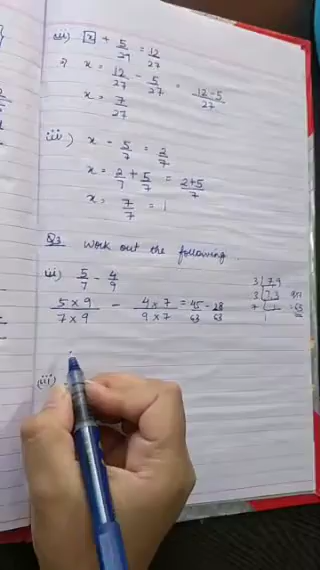 iii) x + 5/27 = 12/27
x = 12/27 - 5/27 = 12-5/27
x = 7/27
iv.) x - 5/7 = 2/7
x = 2/7 + 5/7 = 2+5/7
x = 7/7 = 1
Q3 Work out the following.
ii) 5/7 - 4/9
5 x 9/7 x 9 - 4 x 7/9 x 7 = 45/63 - 28/63
3 | 7, 9
3 | 7, 3
7 | 7, 1
1
(iii)